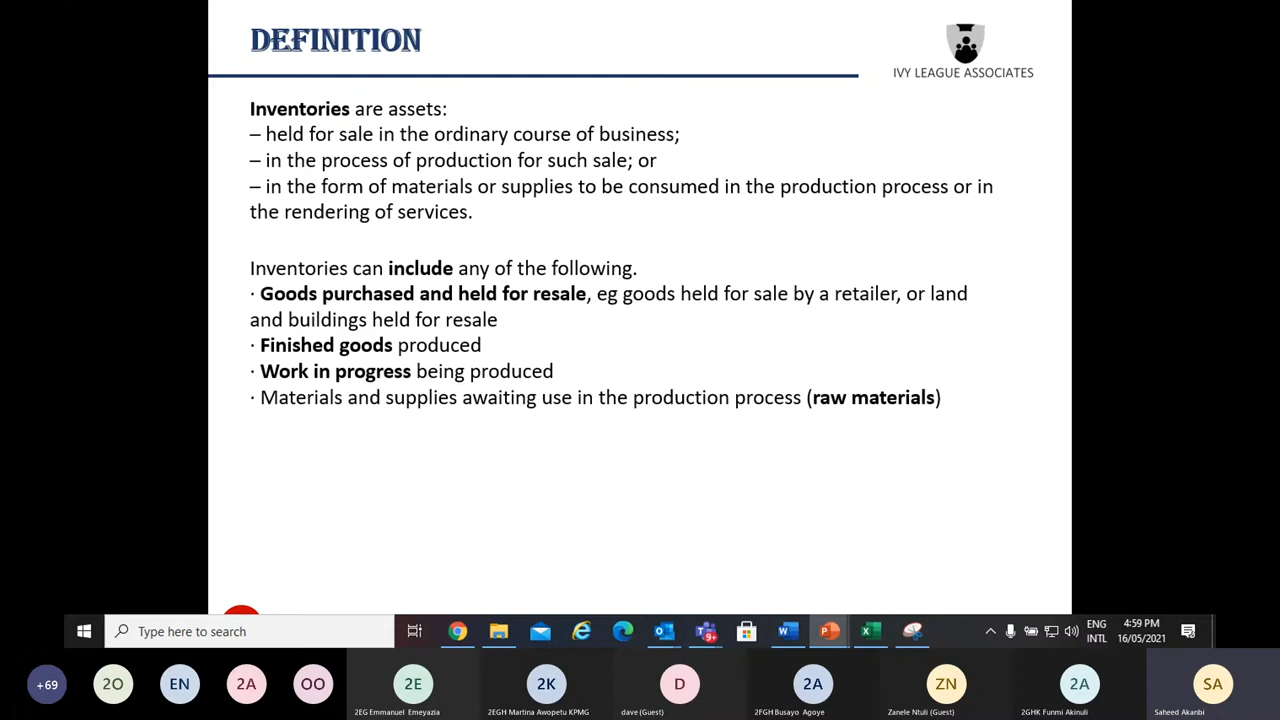 DEFINITION
IVY LEAGUE ASSOCIATES
Inventories are assets:
– held for sale in the ordinary course of business;
– in the process of production for such sale; or
– in the form of materials or supplies to be consumed in the production process or in
the rendering of services.
Inventories can include any of the following.
· Goods purchased and held for resale, eg goods held for sale by a retailer, or land
and buildings held for resale
· Finished goods produced
· Work in progress being produced
· Materials and supplies awaiting use in the production process (raw materials)
Type here to search
9+
ENG
INTL
4:59 PM
16/05/2021
+69
2O
EN
2A
OO
2E
2K
D
2A
ZN
2A
SA
2EG Emmanuel Emeyazia
2EGH Martina Awopetu KPMG
dave (Guest)
2FGH Busayo Agoye
Zanele Ntuli (Guest)
2GHK Funmi Akinuli
Saheed Akanbi